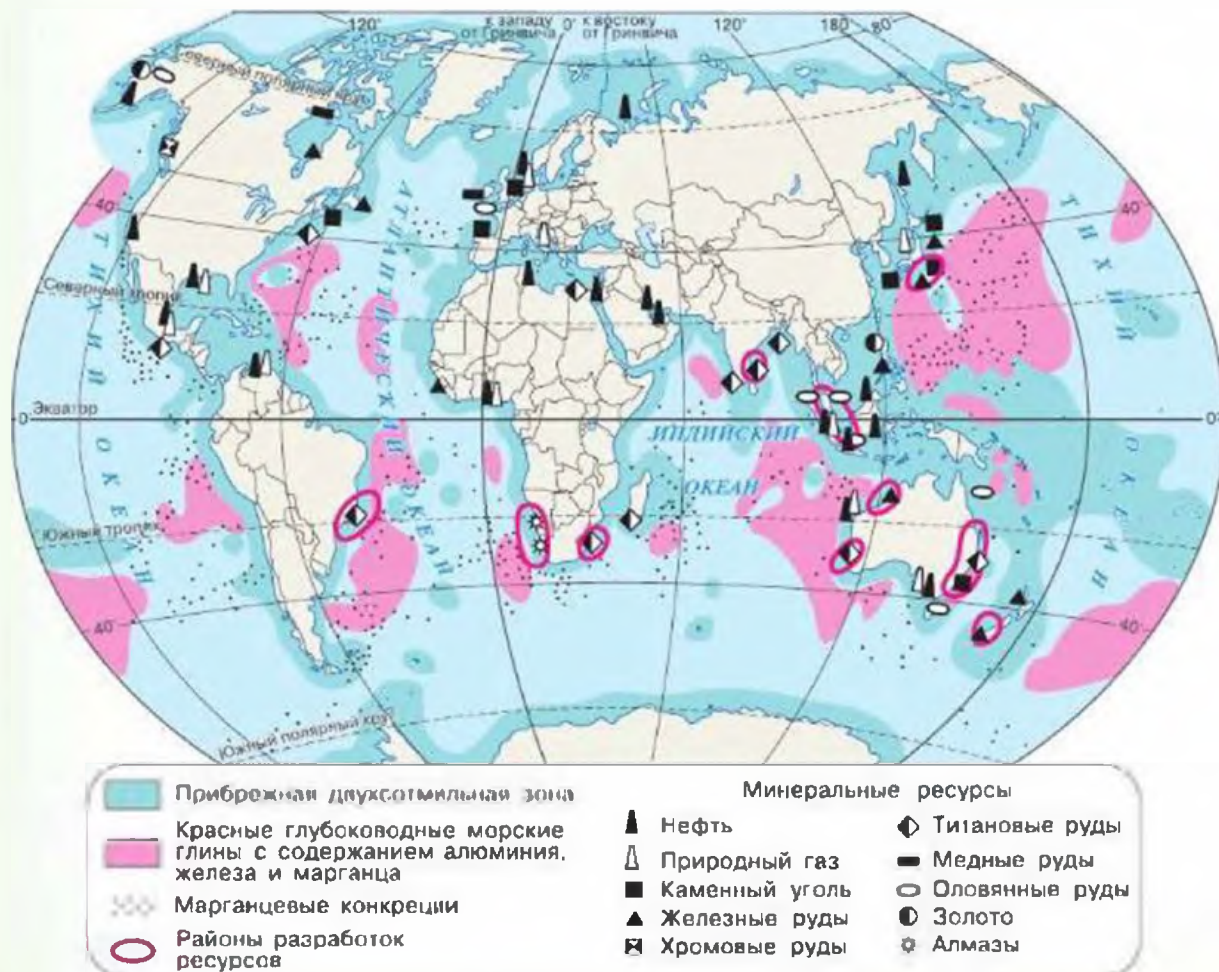 120°
к западу
от Гринвича
0°
к востоку
от Гринвича
120°
180°
80°
Северный полярный круг
40°
40°
АТЛАНТИЧЕСКИЙ
ОКЕАН
ТИХИЙ
ОКЕАН
ТИХИЙ
ОКЕАН
Северный тропик
Экватор
0°
0°
ИНДИЙСКИЙ
ОКЕАН
Южный тропик
40°
40°
Южный полярный круг
Прибрежная двухсотмильная зона
Красные глубоководные морские
глины с содержанием алюминия,
железа и марганца
Марганцевые конкреции
Районы разработок
ресурсов
Минеральные ресурсы
Нефть
Природный газ
Каменный уголь
Железные руды
Хромовые руды
Титановые руды
Медные руды
Оловянные руды
Золото
Алмазы